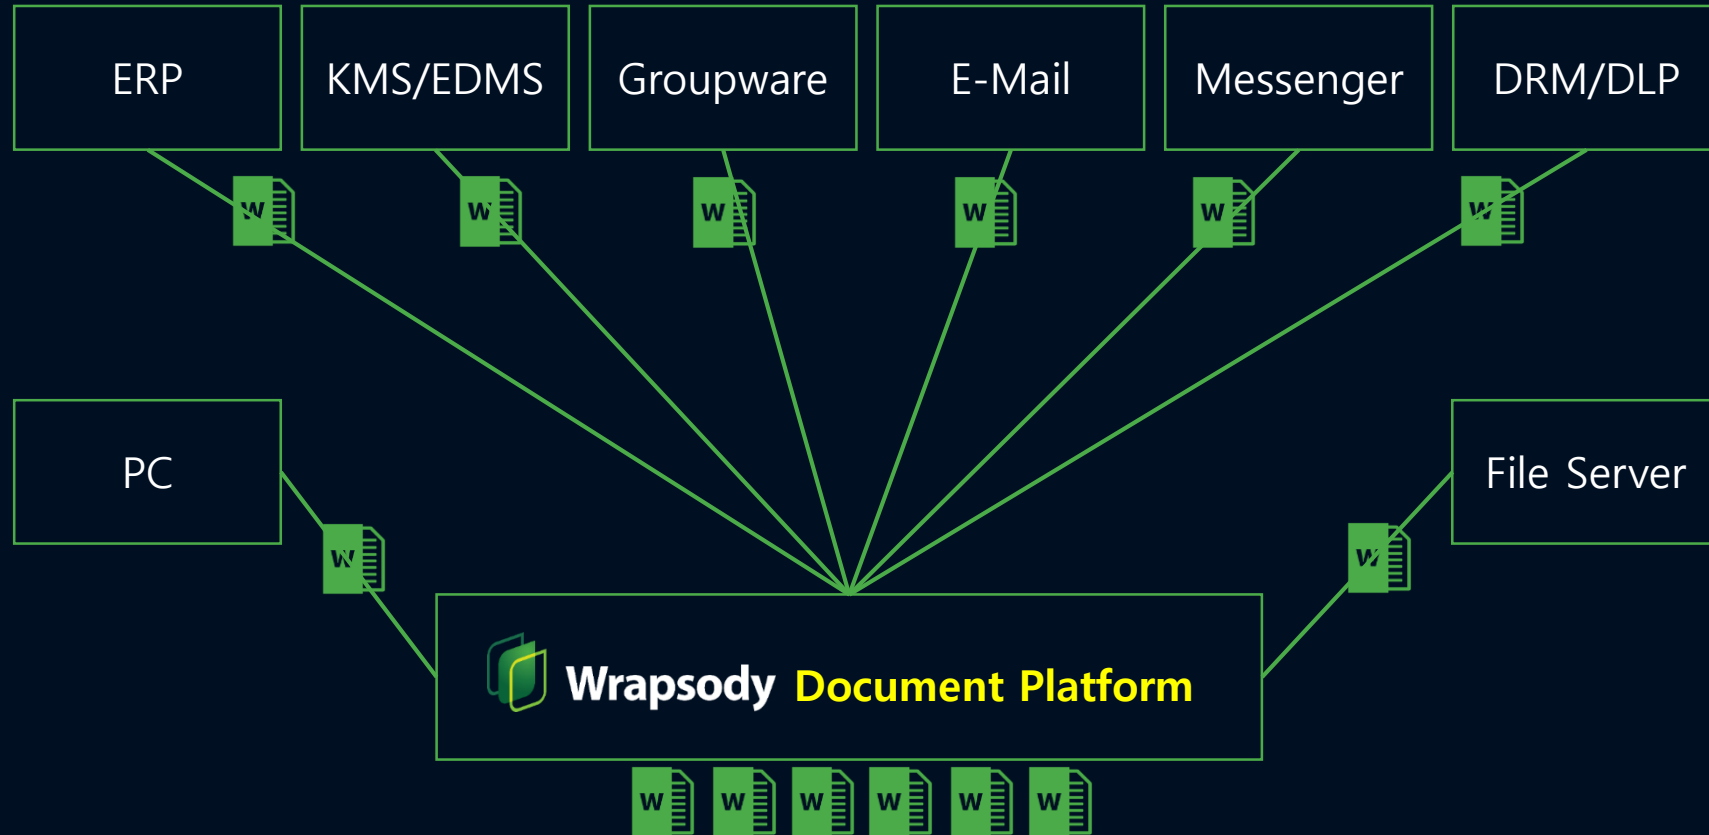 ERP
KMS/EDMS
Groupware
E-Mail
Messenger
DRM/DLP
W
W
W
W
W
W
PC
File Server
W
W
Wrapsody Document Platform
W
W
W
W
W
W